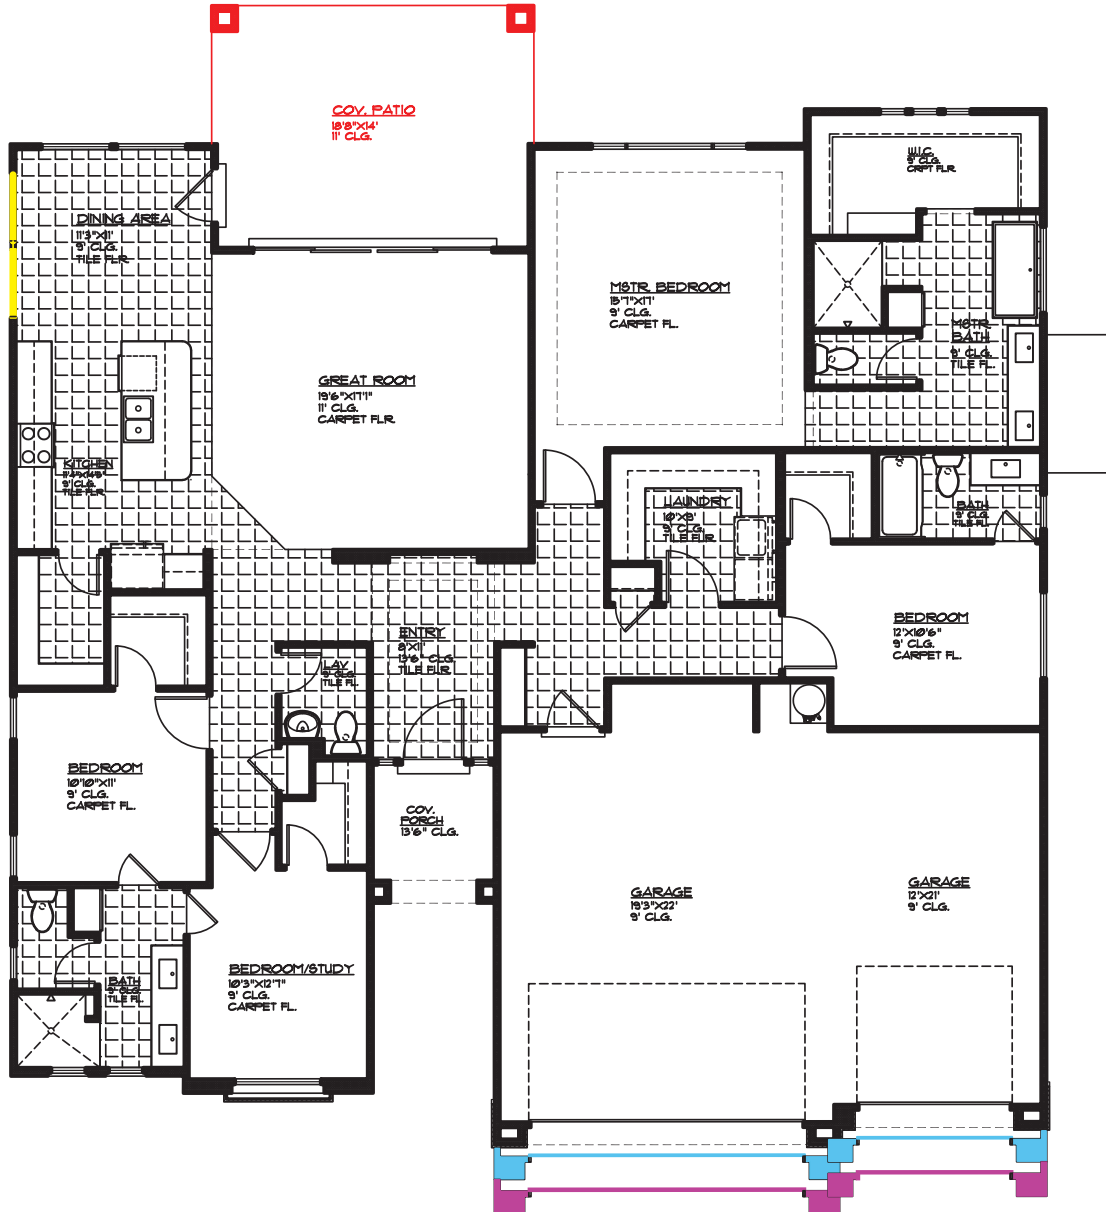 COV. PATIO
18'8"X14'
11' CLG.
W.I.C.
9' CLG.
CRPT FLR.
DINING AREA
11'3"X11'
9' CLG.
TILE FLR.
MSTR. BEDROOM
15'7"X17'
9' CLG.
CARPET FL.
MSTR.
BATH
9' CLG.
TILE FL.
GREAT ROOM
19'6"X17'1"
11' CLG.
CARPET FLR.
KITCHEN
9' CLG.
TILE FLR.
LAUNDRY
10'X9'
9' CLG.
TILE FLR.
BATH
9' CLG.
TILE FL.
BEDROOM
12'X10'6"
9' CLG.
CARPET FL.
ENTRY
8'X11'
13'6" CLG.
TILE FLR.
LAV.
9' CLG.
TILE FL.
BEDROOM
10'10"X11'
9' CLG.
CARPET FL.
COV.
PORCH
13'6" CLG.
GARAGE
19'3"X22'
9' CLG.
GARAGE
12'X21'
9' CLG.
BATH
9' CLG.
TILE FL.
BEDROOM/STUDY
10'3"X12'7"
9' CLG.
CARPET FL.